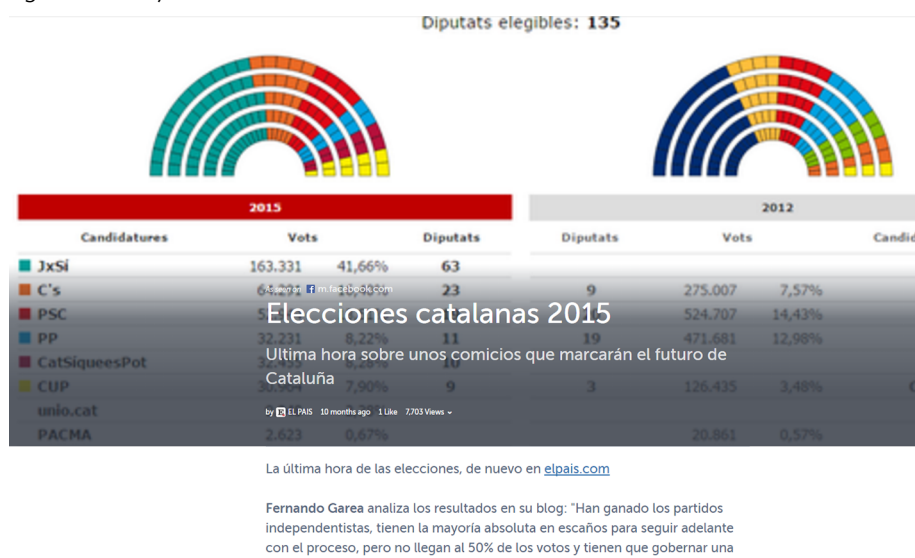 Diputats elegibles: 135
2015
2012
Candidatures Vots Diputats Diputats Vots
JxSí 163.331 41,66% 63
C's 23 9 275.007 7,57%
PSC 524.707 14,43%
PP 32.231 8,22% 11 19 471.681 12,98%
CatSíqueesPot 10
CUP 7,90% 9 3 126.435 3,48%
unio.cat
PACMA 2.623 0,67% 20.861 0,57%
As seen on m.facebook.com
Elecciones catalanas 2015
Ultima hora sobre unos comicios que marcarán el futuro de
Cataluña
by EL PAIS 10 months ago 1 Like 7,703 Views
La última hora de las elecciones, de nuevo en elpais.com
Fernando Garea analiza los resultados en su blog: "Han ganado los partidos
independentistas, tienen la mayoría absoluta en escaños para seguir adelante
con el proceso, pero no llegan al 50% de los votos y tienen que gobernar una